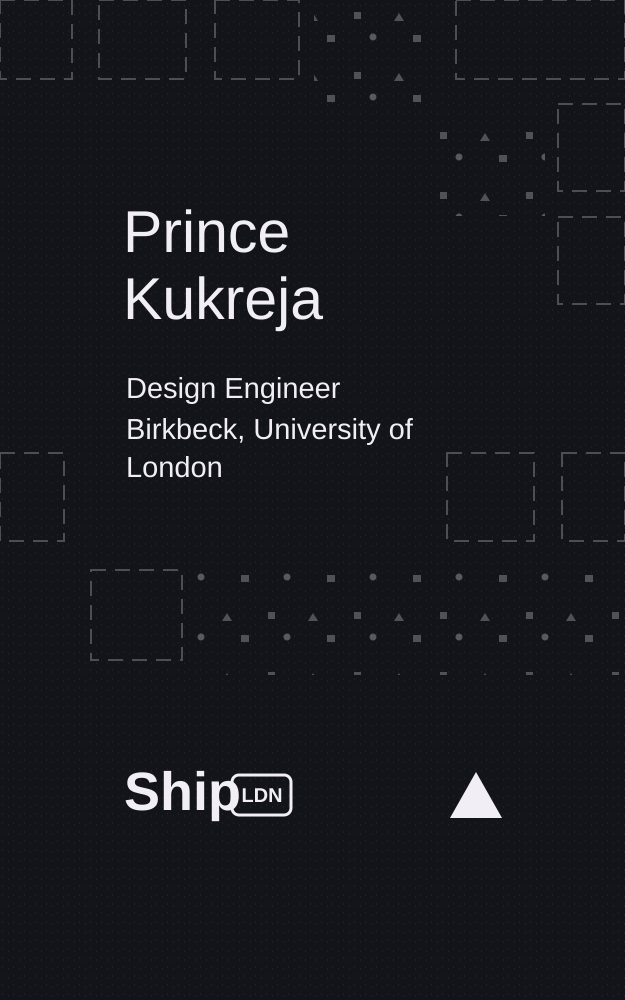 Prince
Kukreja
Design Engineer
Birkbeck, University of
London
Ship LDN